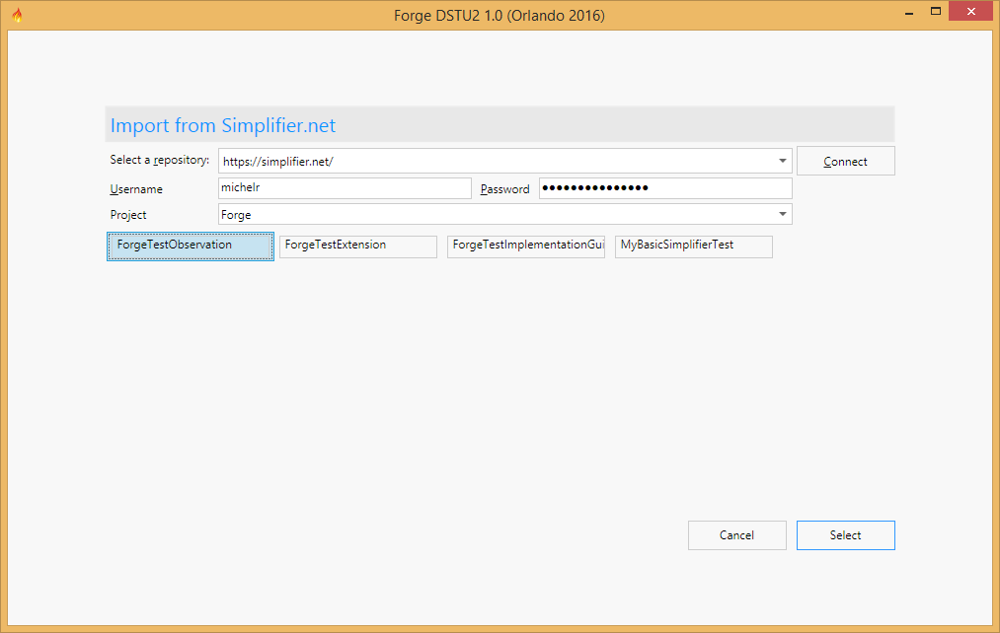 Forge DSTU2 1.0 (Orlando 2016)
Import from Simplifier.net
Select a repository: https://simplifier.net/ Connect
Username michelr Password ●●●●●●●●●●●●●●●
Project Forge
ForgeTestObservation ForgeTestExtension ForgeTestImplementationGui MyBasicSimplifierTest
Cancel Select